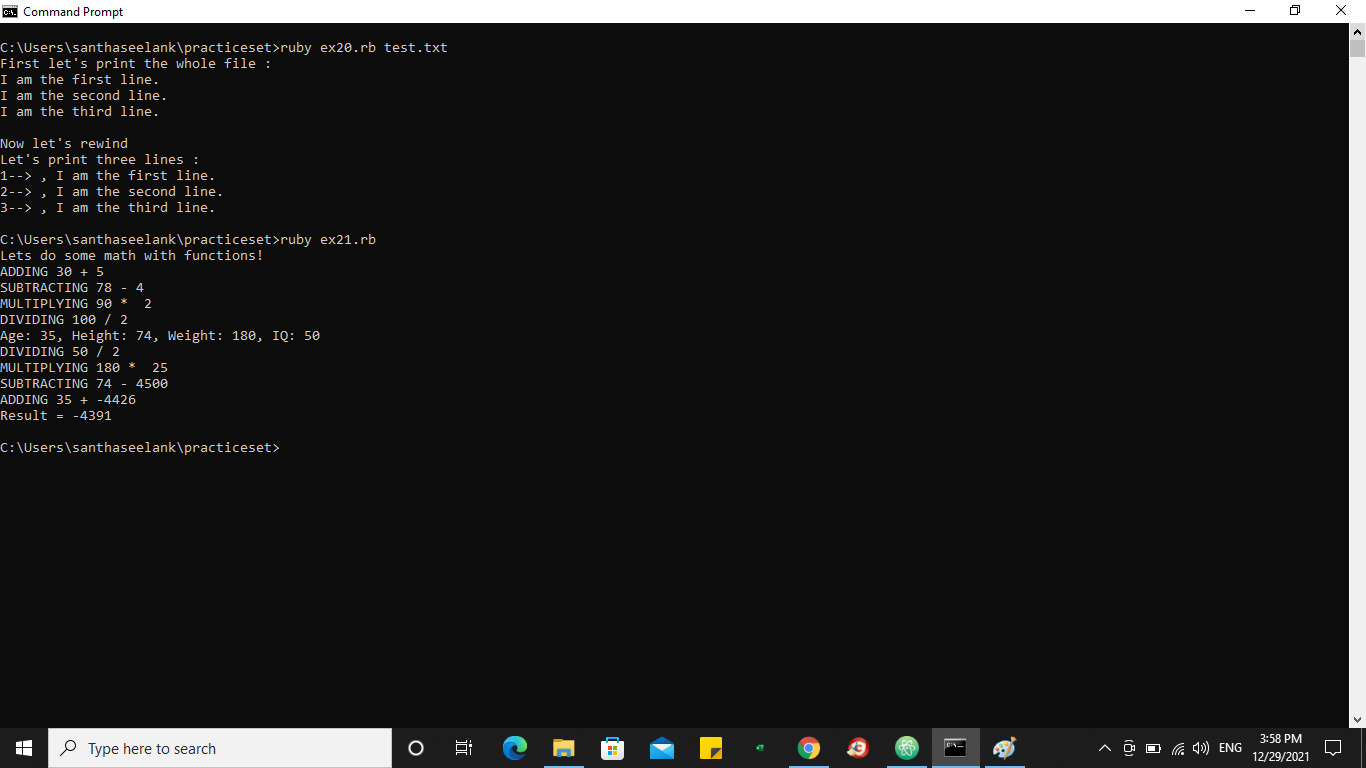 Command Prompt
C:\Users\santhaseelank\practiceset>ruby ex20.rb test.txt
First let's print the whole file :
I am the first line.
I am the second line.
I am the third line.
Now let's rewind
Let's print three lines :
1--> , I am the first line.
2--> , I am the second line.
3--> , I am the third line.
C:\Users\santhaseelank\practiceset>ruby ex21.rb
Lets do some math with functions!
ADDING 30 + 5
SUBTRACTING 78 - 4
MULTIPLYING 90 *  2
DIVIDING 100 / 2
Age: 35, Height: 74, Weight: 180, IQ: 50
DIVIDING 50 / 2
MULTIPLYING 180 *  25
SUBTRACTING 74 - 4500
ADDING 35 + -4426
Result = -4391
C:\Users\santhaseelank\practiceset>
Type here to search
ENG
3:58 PM
12/29/2021